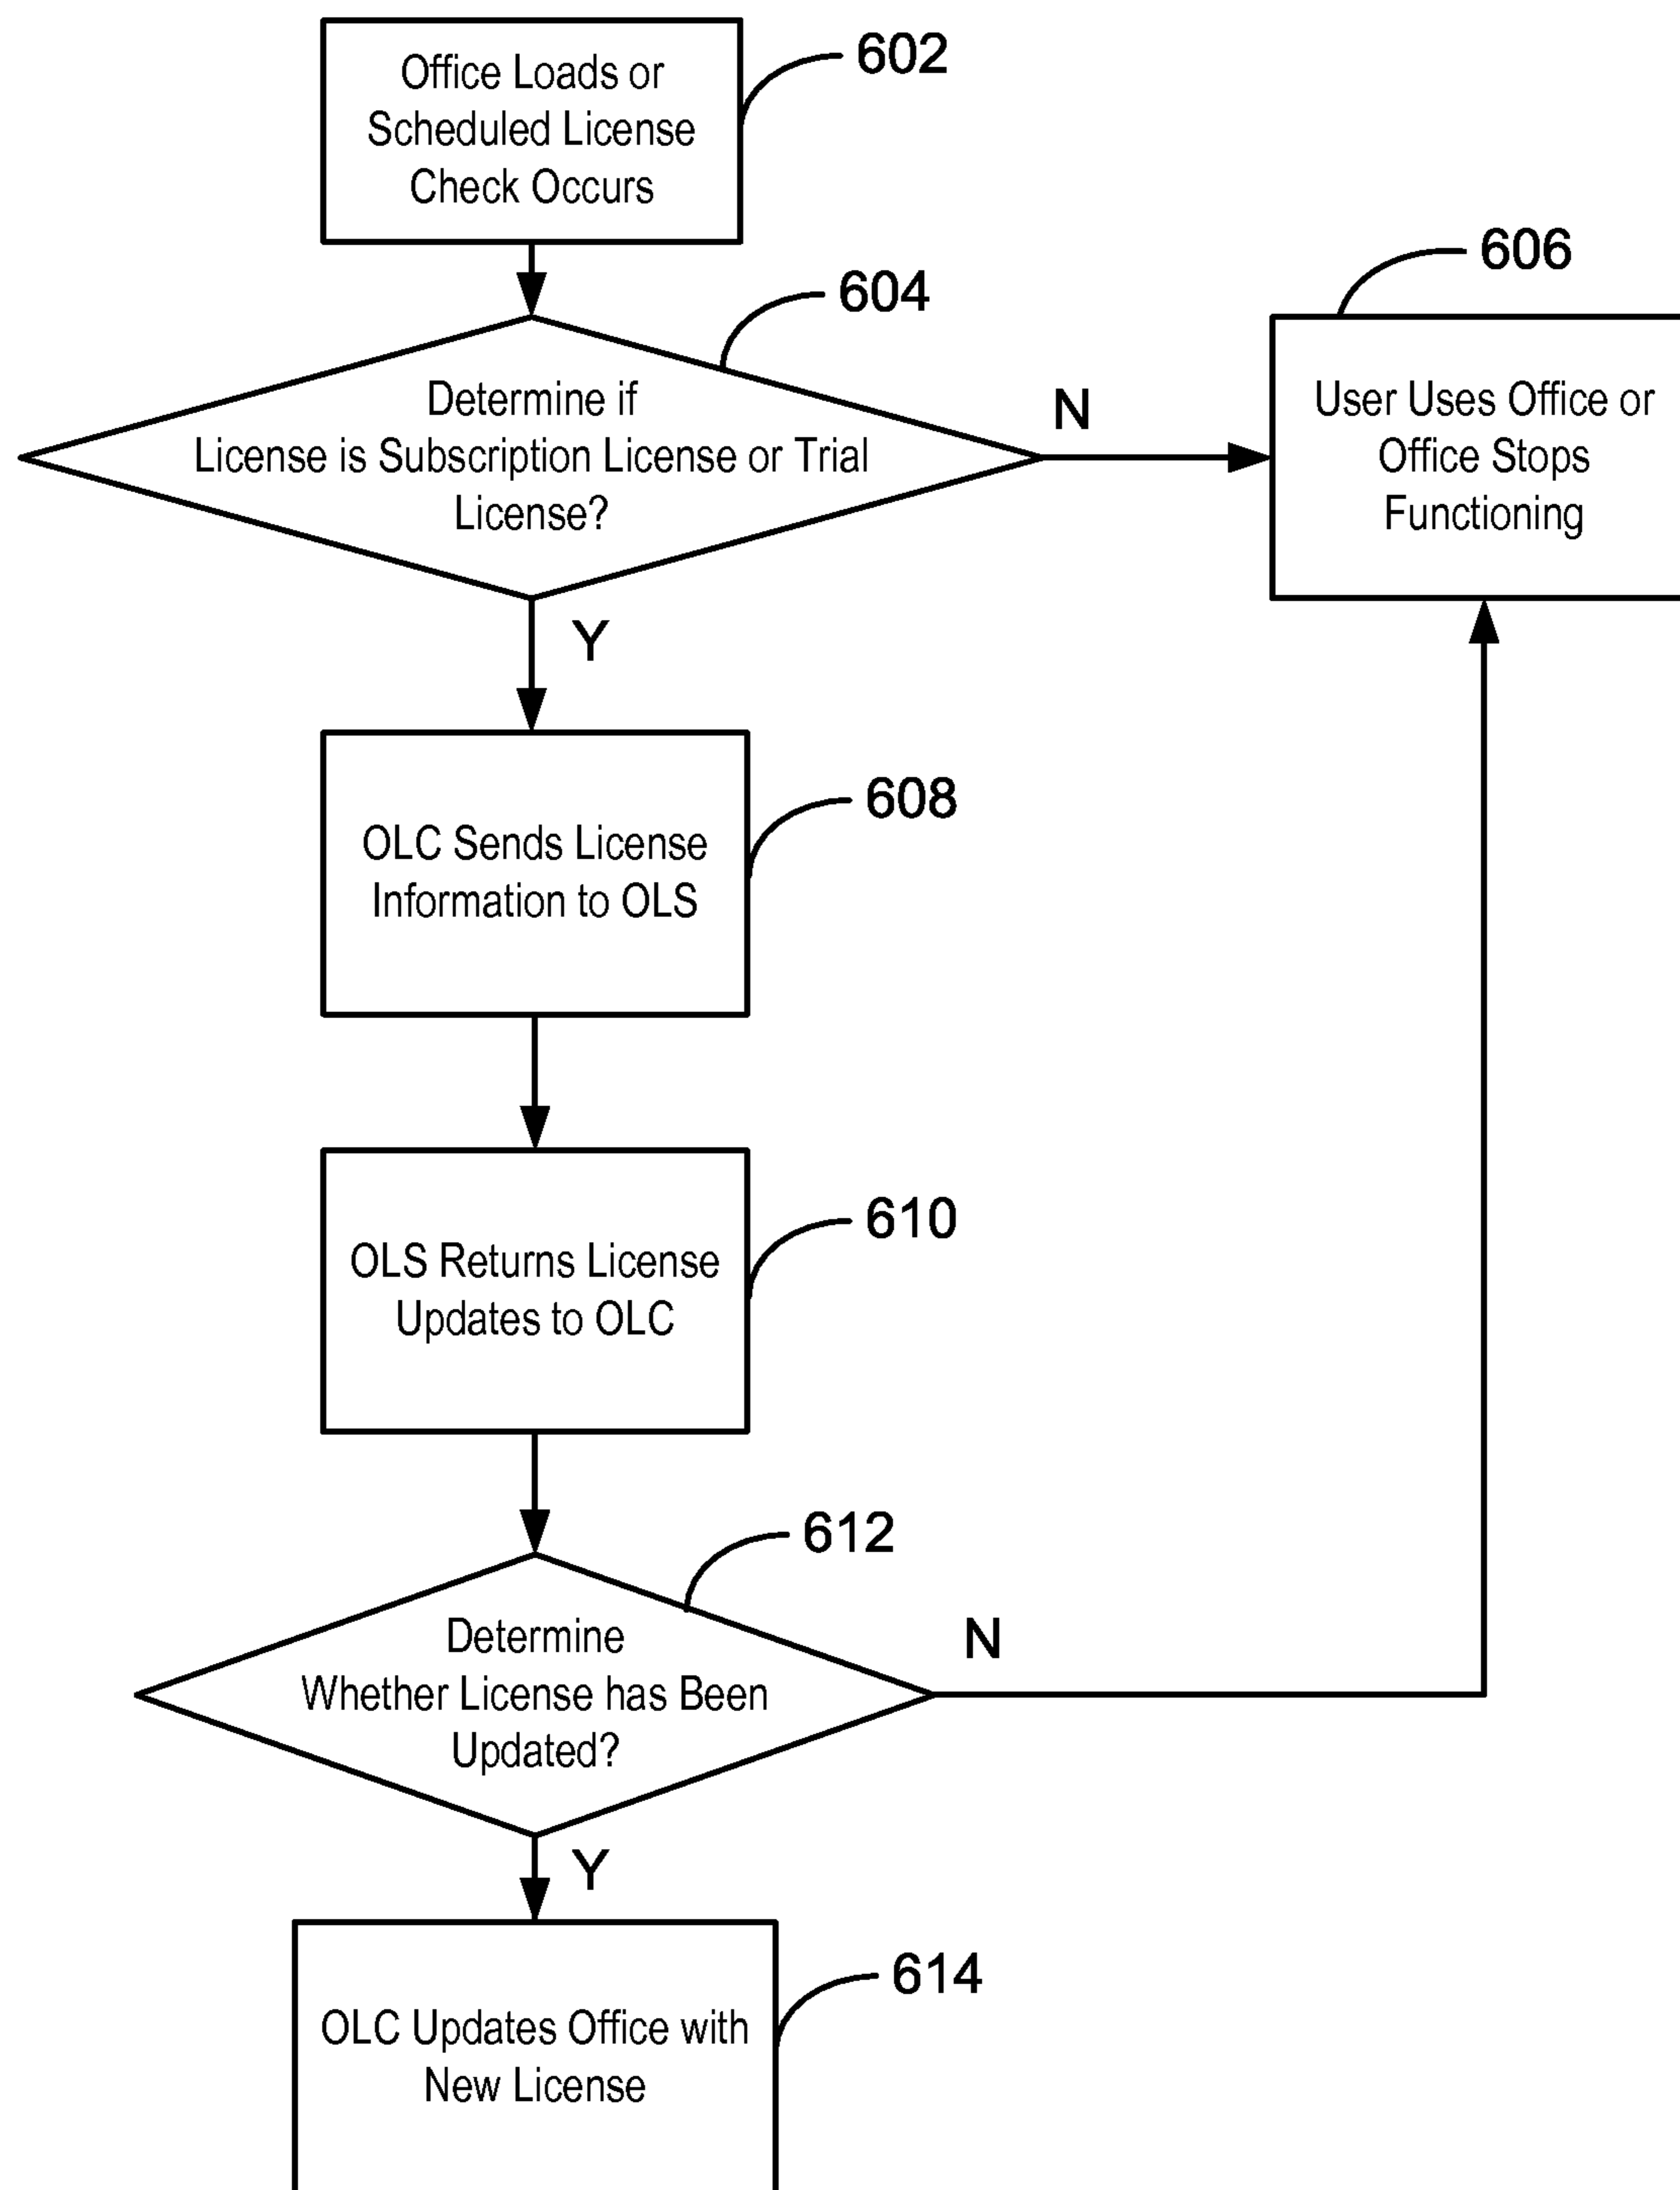 Office Loads or
Scheduled License
Check Occurs
602
604
Determine if
License is Subscription License or Trial
License?
N
606
User Uses Office or
Office Stops
Functioning
Y
608
OLC Sends License
Information to OLS
610
OLS Returns License
Updates to OLC
612
Determine
Whether License has Been
Updated?
N
Y
614
OLC Updates Office with
New License